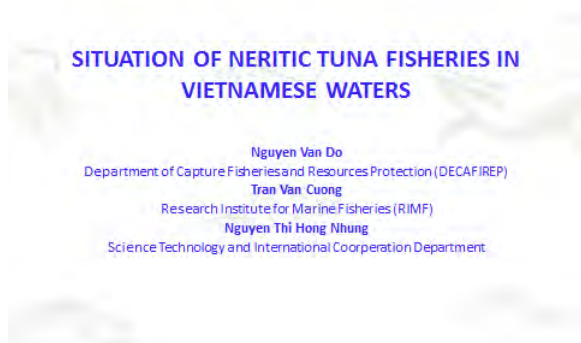 SITUATION OF NERITIC TUNA FISHERIES IN
VIETNAMESE WATERS
Nguyen Van Do
Department of Capture Fisheries and Resources Protection (DECAFIREP)
Tran Van Cuong
Research Institute for Marine Fisheries (RIMF)
Nguyen Thi Hong Nhung
Science Technology and International Coorperation Department